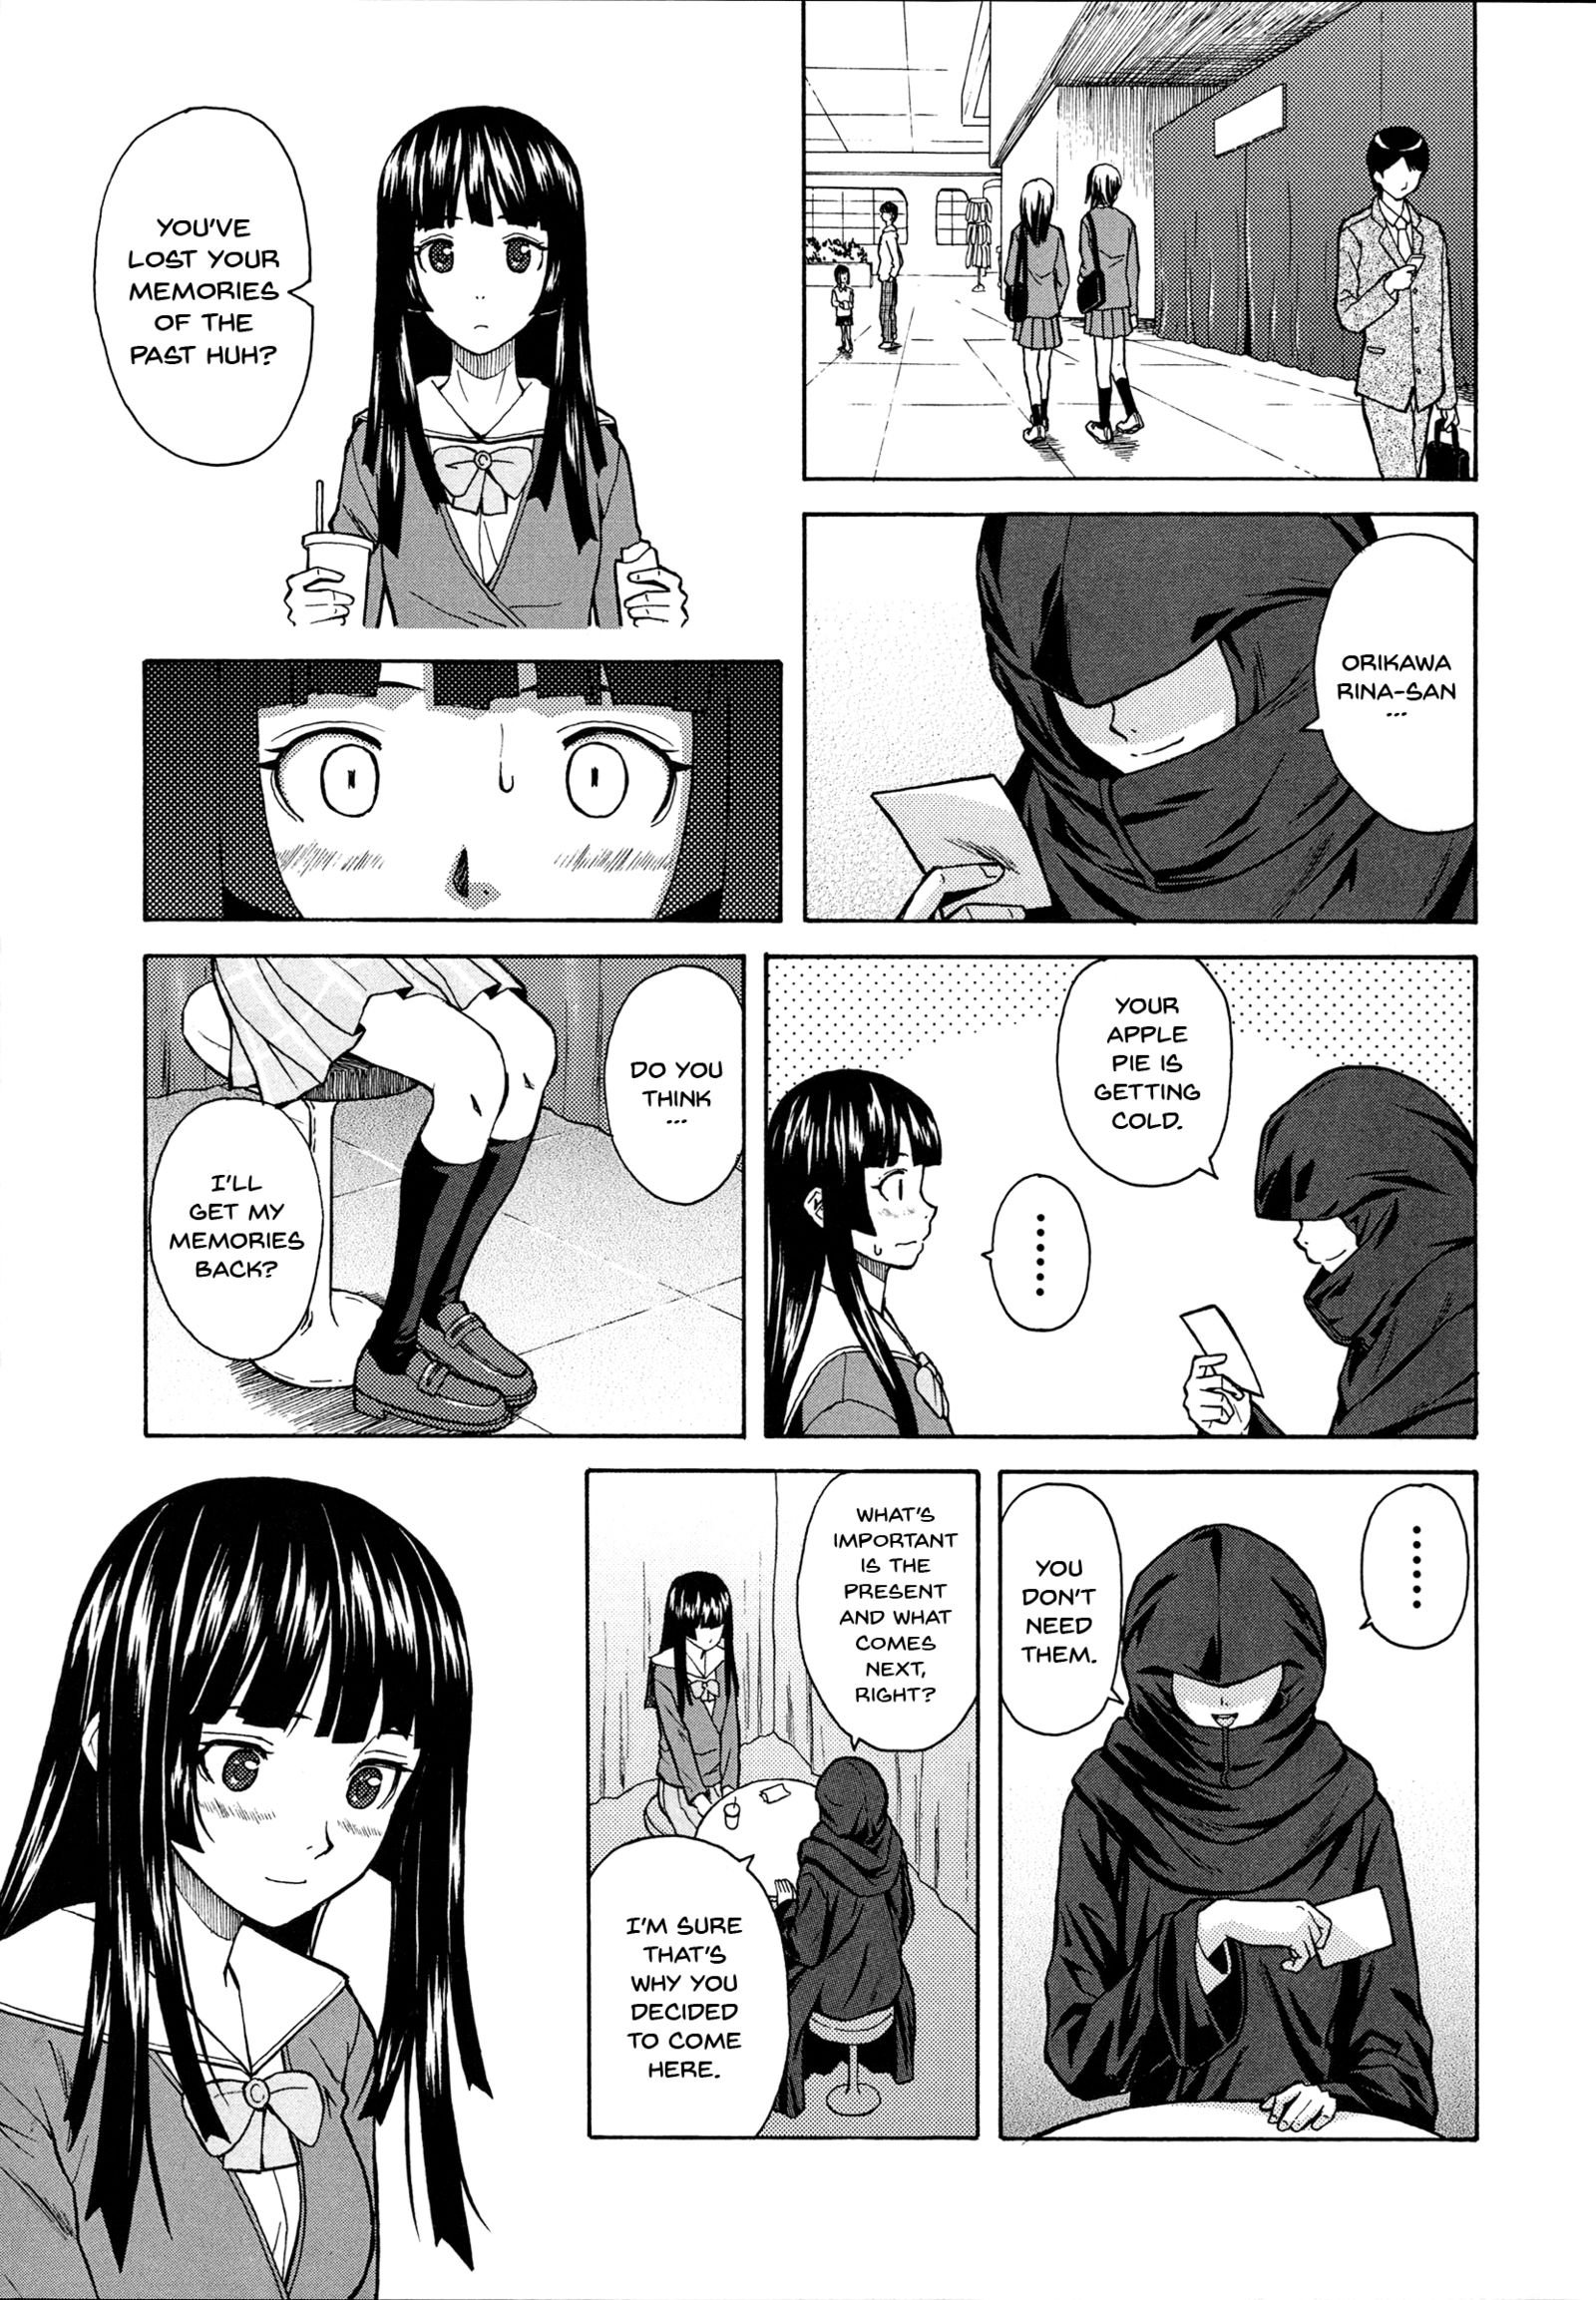 ORIKAWA
RINA-SAN
...
YOU'VE
LOST YOUR
MEMORIES
OF THE
PAST HUH?
YOUR
APPLE
PIE IS
GETTING
COLD.
......
DO YOU
THINK
...
I'LL
GET MY
MEMORIES
BACK?
......
YOU
DON'T
NEED
THEM.
WHAT'S
IMPORTANT
IS THE
PRESENT
AND WHAT
COMES
NEXT,
RIGHT?
I'M SURE
THAT'S
WHY YOU
DECIDED
TO COME
HERE.